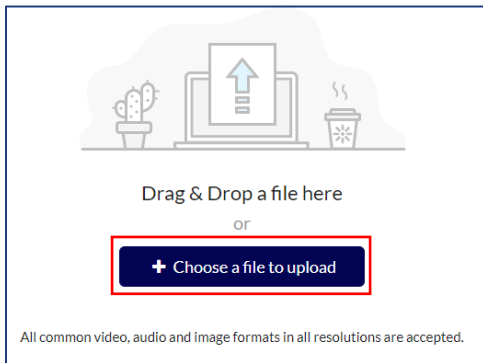 Drag & Drop a file here
or
+ Choose a file to upload
All common video, audio and image formats in all resolutions are accepted.